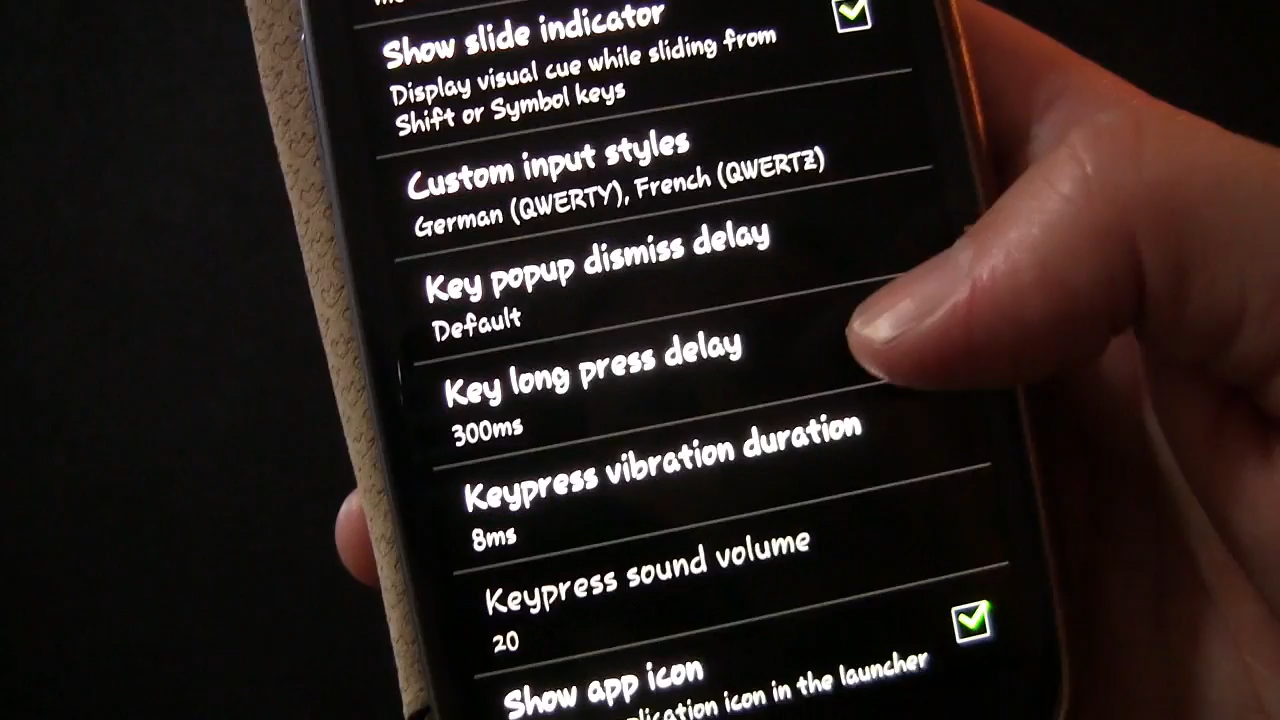 Show slide indicator
Display visual cue while sliding from
Shift or Symbol keys
Custom input styles
German (QWERTY), French (QWERTZ)
Key popup dismiss delay
Default
Key long press delay
300ms
Keypress vibration duration
8ms
Keypress sound volume
20
Show app icon
icon in the launcher